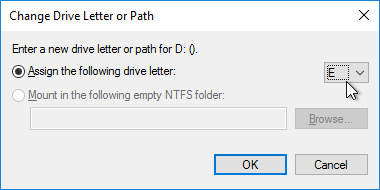 Change Drive Letter or Path
Enter a new drive letter or path for D: ().
Assign the following drive letter:
E
Mount in the following empty NTFS folder:
Browse...
OK
Cancel